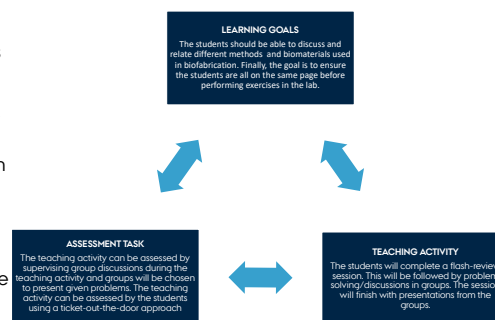 LEARNING GOALS
The students should be able to discuss and
relate different methods and biomaterials used
in biofabrication. Finally, the goal is to ensure
the students are all on the same page before
performing exercises in the lab.
ASSESSMENT TASK
The teaching activity can be assessed by
supervising group discussions during the
teaching activity and groups will be chosen
to present given problems. The teaching
activity can be assessed by the students
using a ticket-out-the-door approach
TEACHING ACTIVITY
The students will complete a flash-review
session. This will be followed by problem
solving/discussions in groups. The session
will finish with presentations from the
groups.